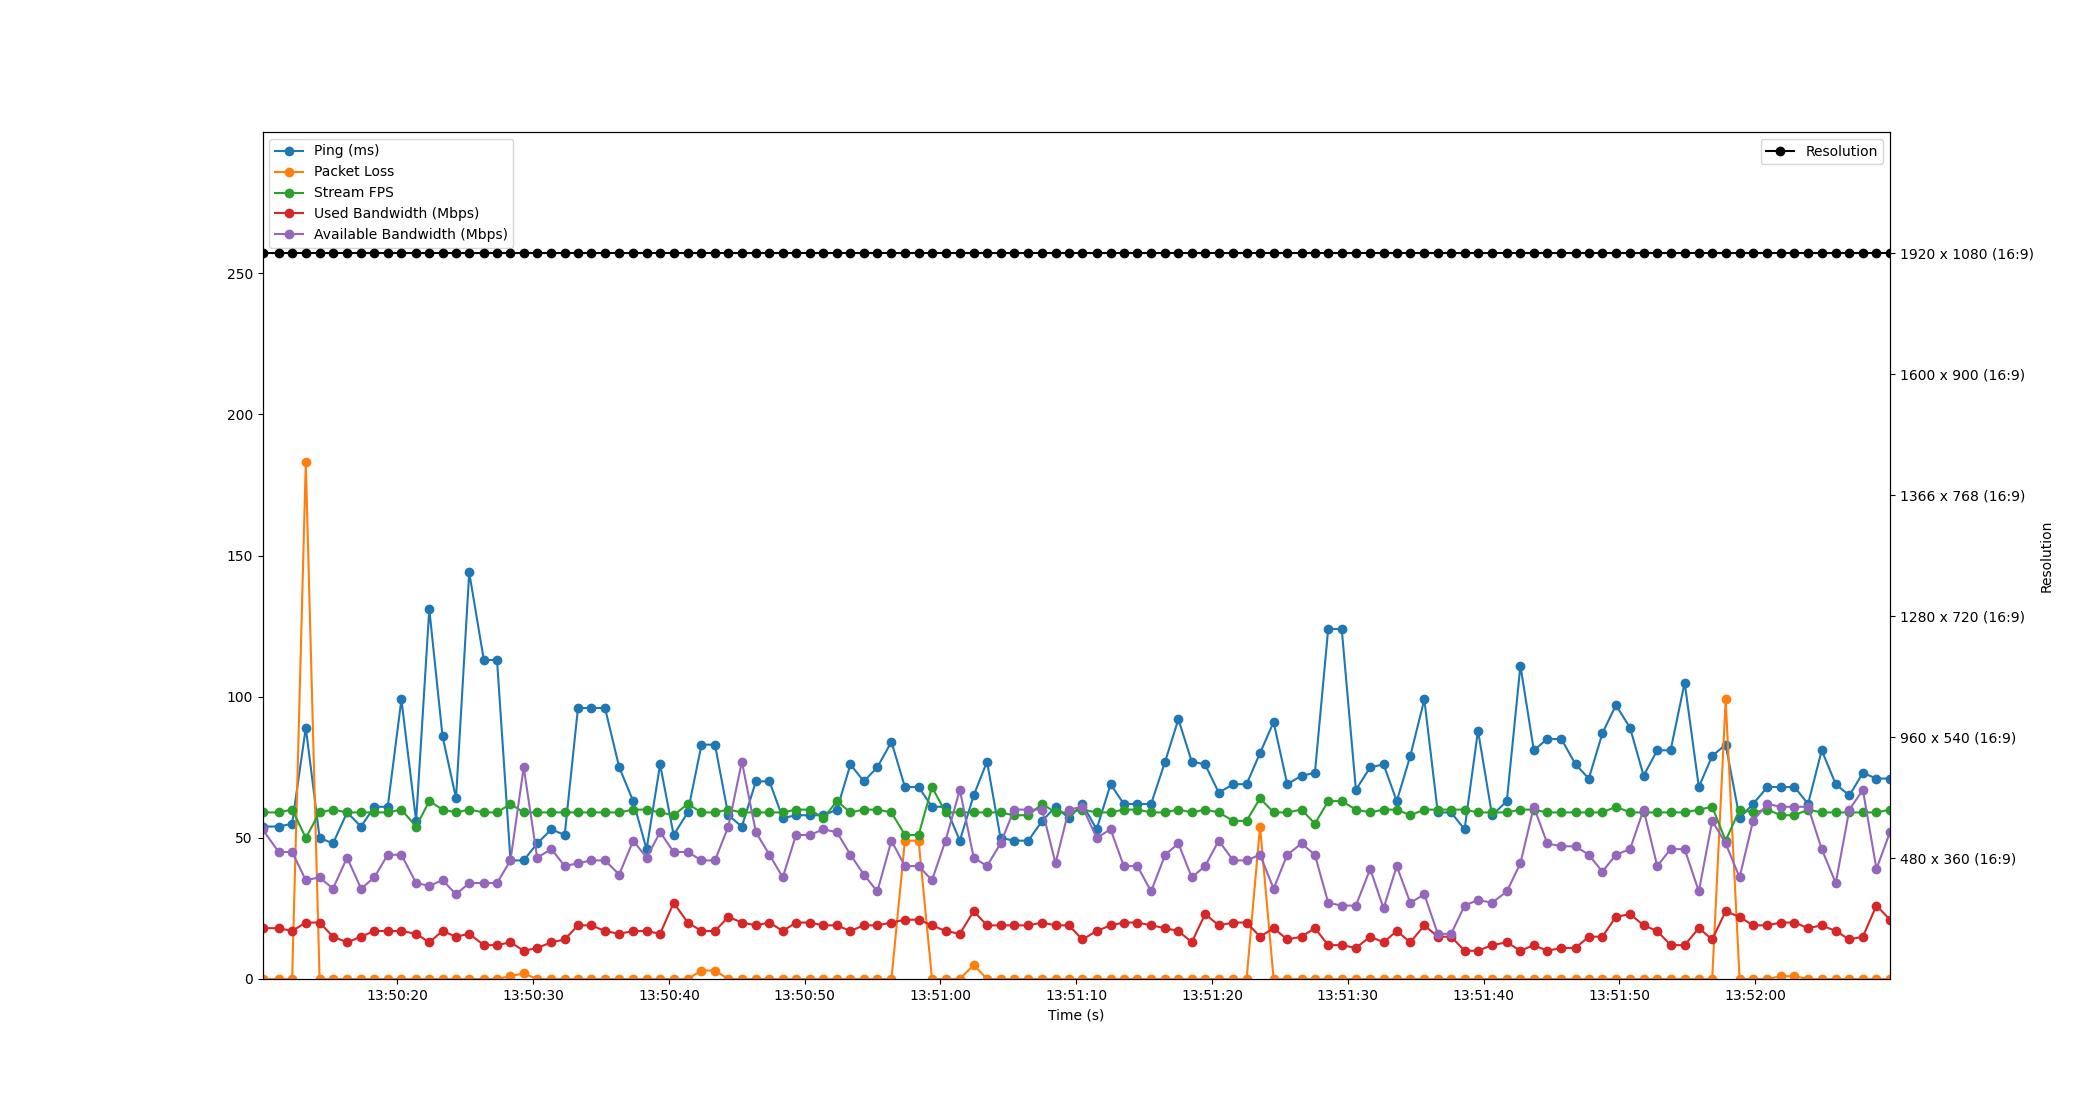 Ping (ms)
Packet Loss
Stream FPS
Used Bandwidth (Mbps)
Available Bandwidth (Mbps)
Resolution
250
200
150
100
50
0
1920 x 1080 (16:9)
1600 x 900 (16:9)
1366 x 768 (16:9)
1280 x 720 (16:9)
960 x 540 (16:9)
480 x 360 (16:9)
Resolution
13:50:20
13:50:30
13:50:40
13:50:50
13:51:00
13:51:10
13:51:20
13:51:30
13:51:40
13:51:50
13:52:00
Time (s)